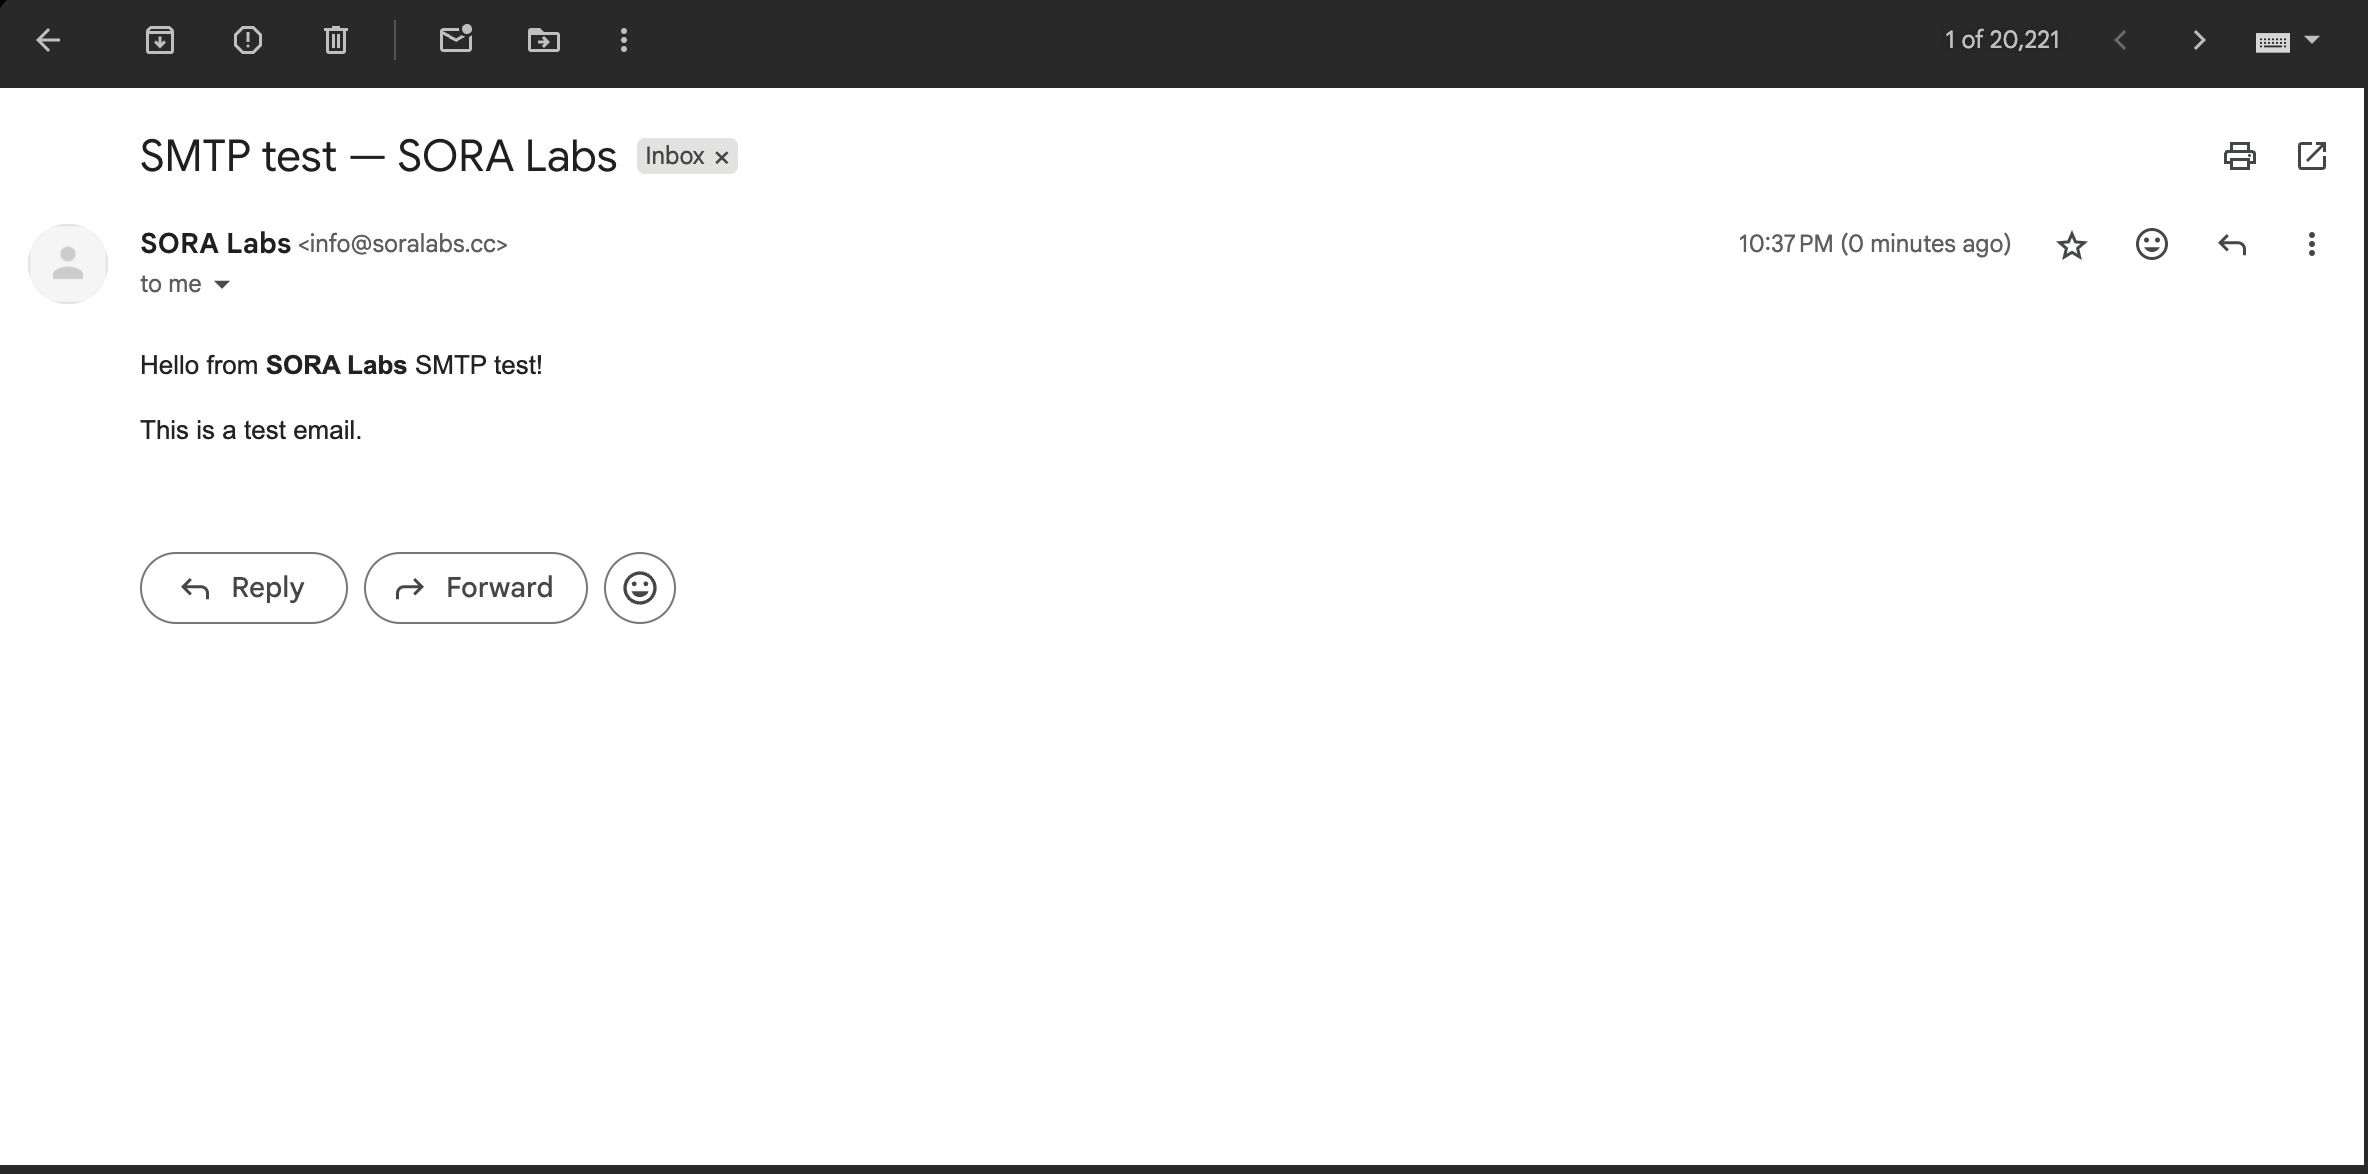 1 of 20,221
SMTP test — SORA Labs Inbox ×
SORA Labs <info@soralabs.cc> 10:37 PM (0 minutes ago)
to me
Hello from SORA Labs SMTP test!
This is a test email.
Reply Forward